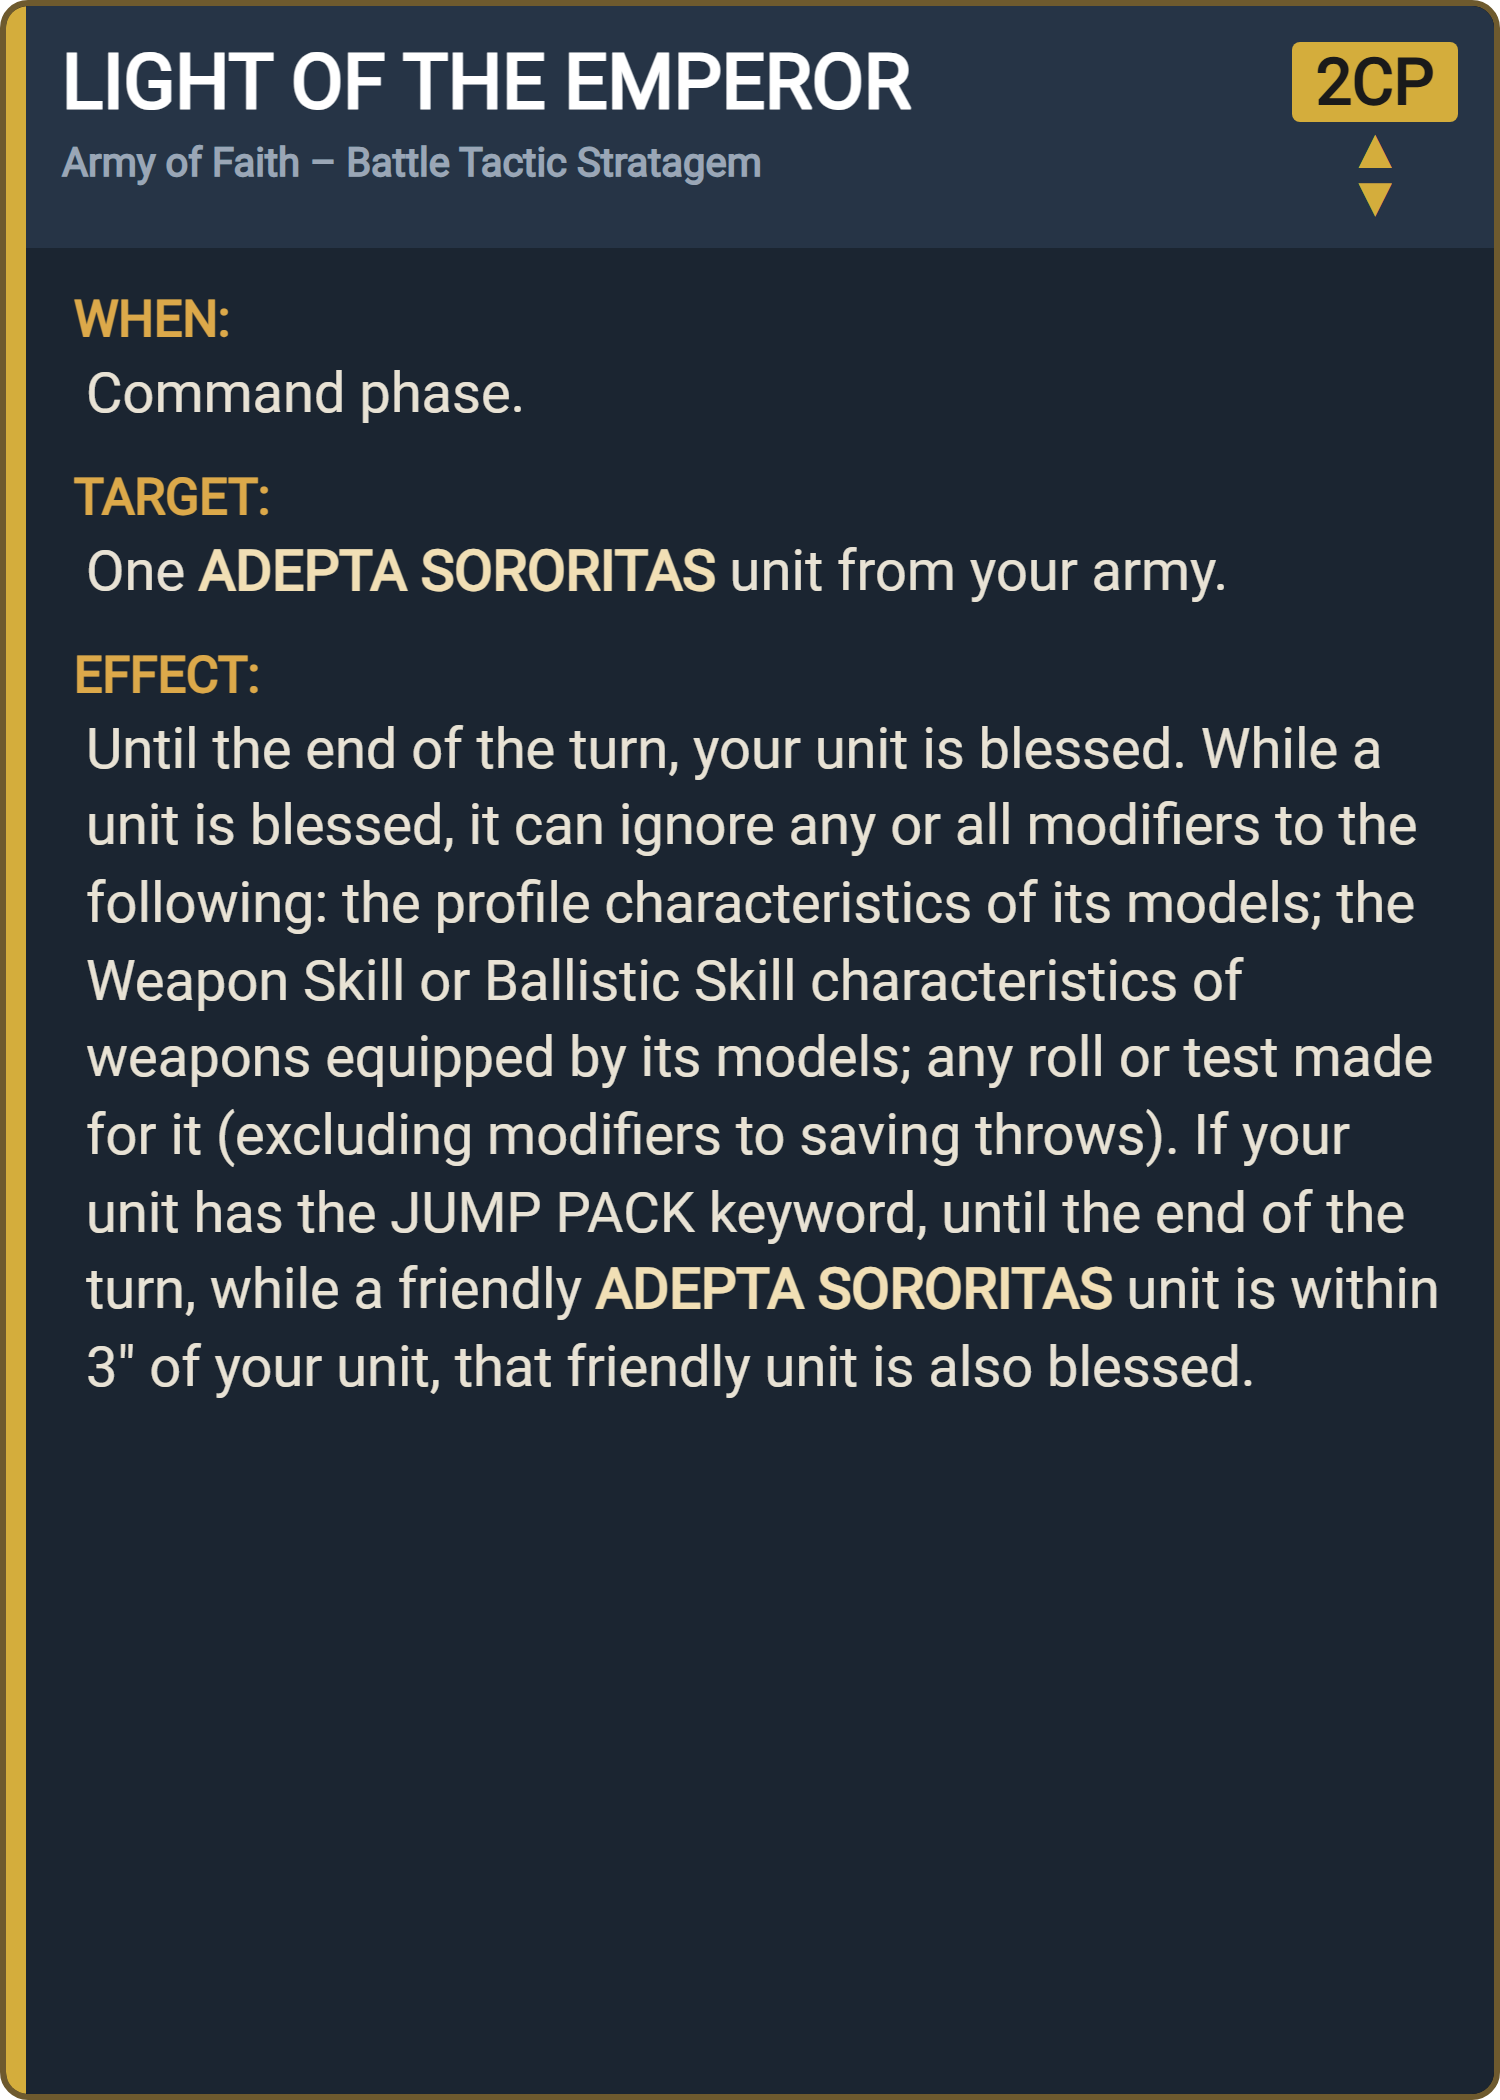 LIGHT OF THE EMPEROR
2CP
Army of Faith – Battle Tactic Stratagem
WHEN:
Command phase.
TARGET:
One ADEPTA SORORITAS unit from your army.
EFFECT:
Until the end of the turn, your unit is blessed. While a
unit is blessed, it can ignore any or all modifiers to the
following: the profile characteristics of its models; the
Weapon Skill or Ballistic Skill characteristics of
weapons equipped by its models; any roll or test made
for it (excluding modifiers to saving throws). If your
unit has the JUMP PACK keyword, until the end of the
turn, while a friendly ADEPTA SORORITAS unit is within
3" of your unit, that friendly unit is also blessed.